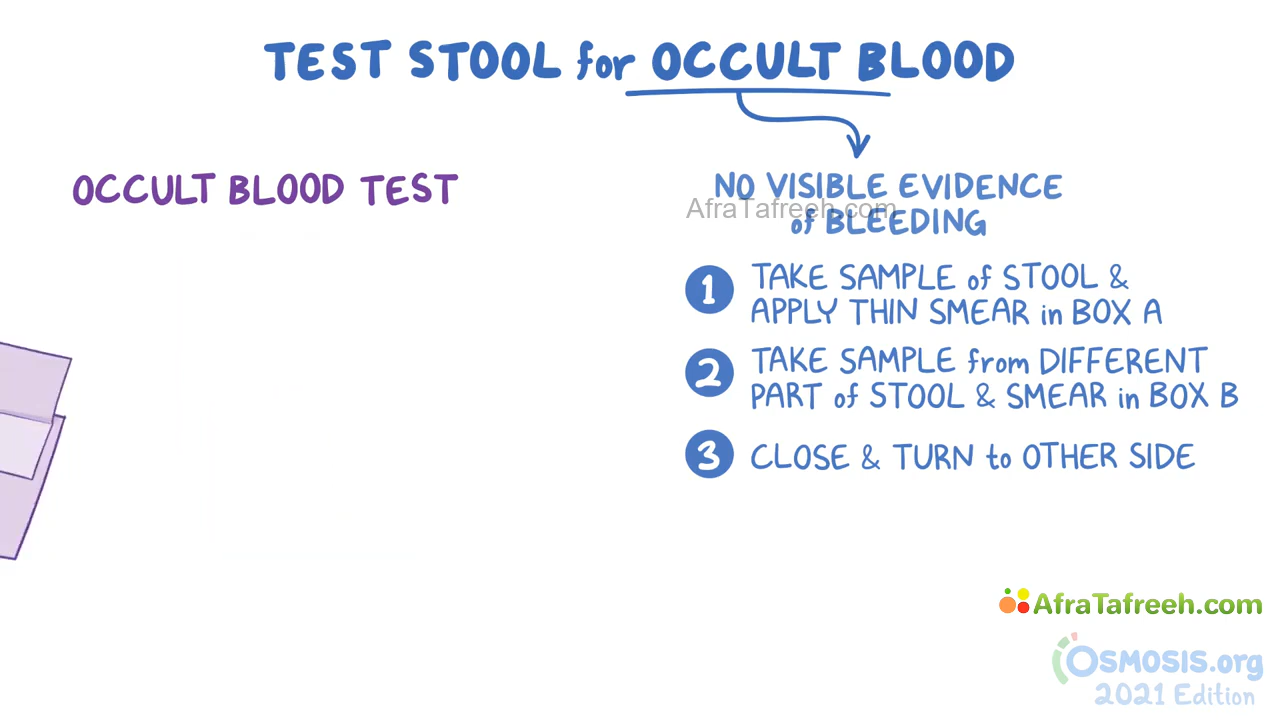 TEST STOOL for OCCULT BLOOD
OCCULT BLOOD TEST
NO VISIBLE EVIDENCE
of BLEEDING
AfraTafreeh.com
1 TAKE SAMPLE of STOOL &
APPLY THIN SMEAR in BOX A
2 TAKE SAMPLE from DIFFERENT
PART of STOOL & SMEAR in BOX B
3 CLOSE & TURN to OTHER SIDE
AfraTafreeh.com
OSMOSIS.org
2021 Edition